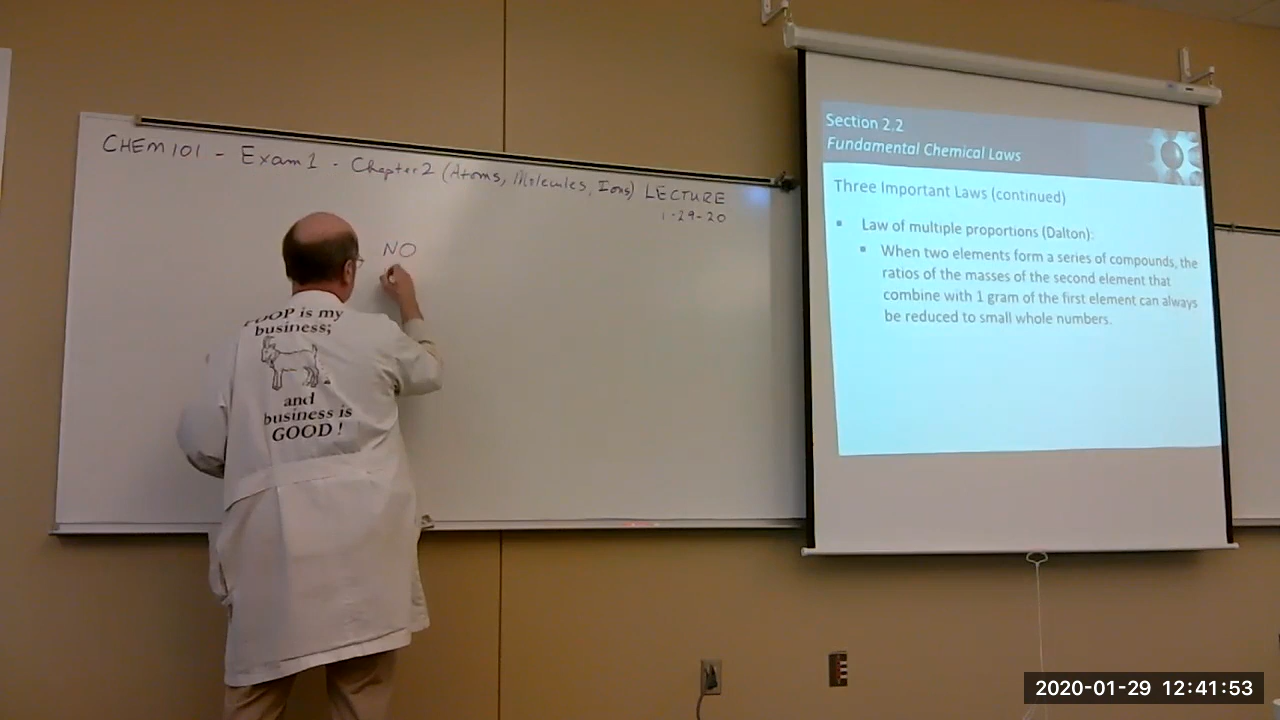 CHEM 101 - Exam 1 - Chapter 2 (Atoms, Molecules, Ions) LECTURE
1-29-20
NO
POOP is my
business;
and
business is
GOOD!
Section 2.2
Fundamental Chemical Laws
Three Important Laws (continued)
▪ Law of multiple proportions (Dalton):
▪ When two elements form a series of compounds, the
ratios of the masses of the second element that
combine with 1 gram of the first element can always
be reduced to small whole numbers.
2020-01-29 12:41:53